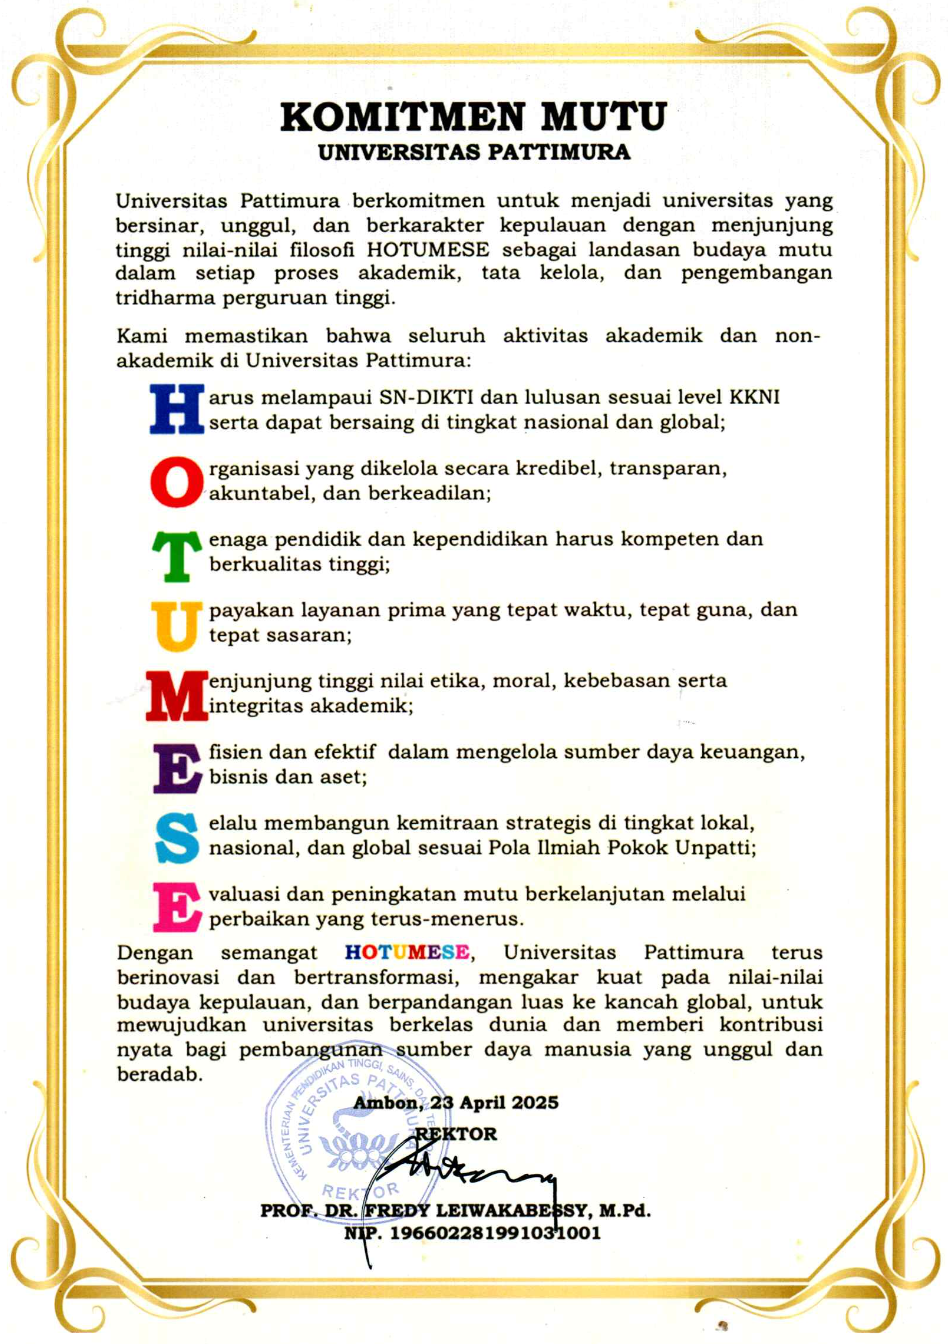 KOMITMEN MUTU
UNIVERSITAS PATTIMURA
Universitas Pattimura berkomitmen untuk menjadi universitas yang
bersinar, unggul, dan berkarakter kepulauan dengan menjunjung
tinggi nilai-nilai filosofi HOTUMESE sebagai landasan budaya mutu
dalam setiap proses akademik, tata kelola, dan pengembangan
tridharma perguruan tinggi.
Kami memastikan bahwa seluruh aktivitas akademik dan non-
akademik di Universitas Pattimura:
Harus melampaui SN-DIKTI dan lulusan sesuai level KKNI
serta dapat bersaing di tingkat nasional dan global;
Organisasi yang dikelola secara kredibel, transparan,
akuntabel, dan berkeadilan;
Tenaga pendidik dan kependidikan harus kompeten dan
berkualitas tinggi;
Upayakan layanan prima yang tepat waktu, tepat guna, dan
tepat sasaran;
Menjunjung tinggi nilai etika, moral, kebebasan serta
integritas akademik;
Efisien dan efektif dalam mengelola sumber daya keuangan,
bisnis dan aset;
Selalu membangun kemitraan strategis di tingkat lokal,
nasional, dan global sesuai Pola Ilmiah Pokok Unpatti;
Evaluasi dan peningkatan mutu berkelanjutan melalui
perbaikan yang terus-menerus.
Dengan semangat HOTUMESE, Universitas Pattimura terus
berinovasi dan bertransformasi, mengakar kuat pada nilai-nilai
budaya kepulauan, dan berpandangan luas ke kancah global, untuk
mewujudkan universitas berkelas dunia dan memberi kontribusi
nyata bagi pembangunan sumber daya manusia yang unggul dan
beradab.
Ambon, 23 April 2025
REKTOR
KEMENTERIAN PENDIDIKAN TINGGI, SAINS, DAN
UNIVERSITAS PATTIMURA
REKTOR
PROF. DR. FREDY LEIWAKABESSY, M.Pd.
NIP. 196602281991031001